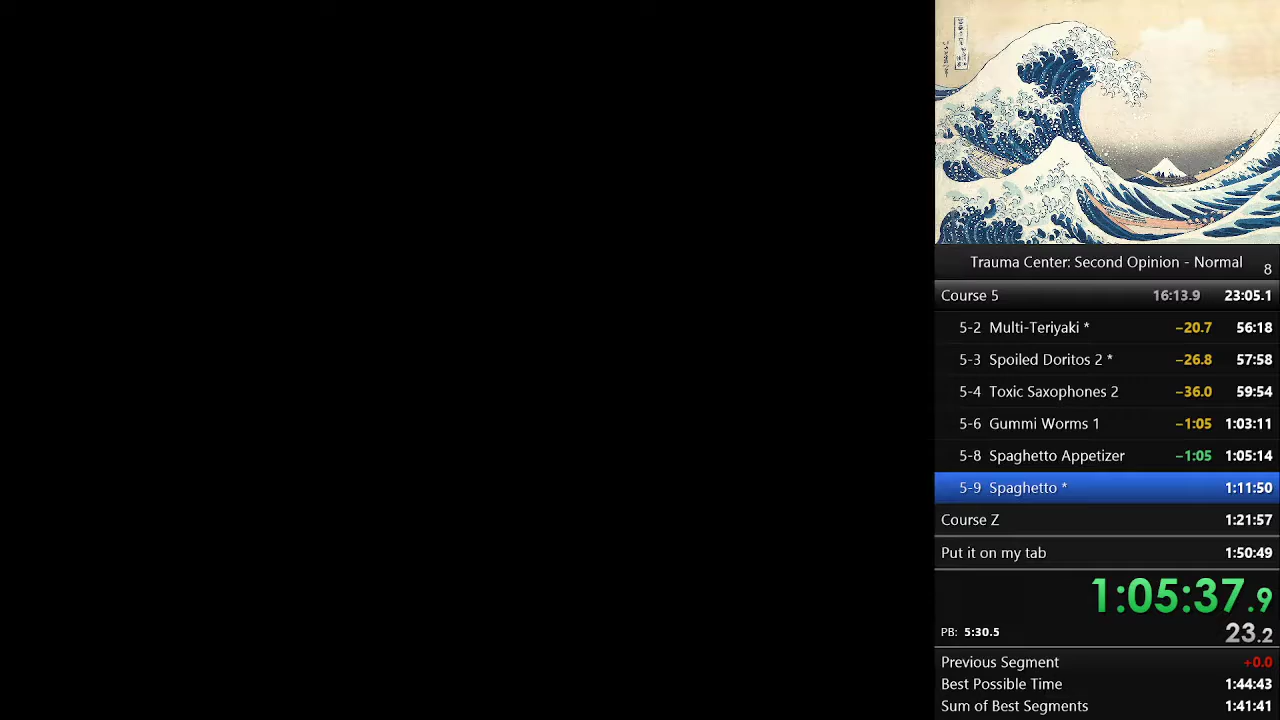 Trauma Center: Second Opinion - Normal
8
Course 5 16:13.9 23:05.1
5-2 Multi-Teriyaki * −20.7 56:18
5-3 Spoiled Doritos 2 * −26.8 57:58
5-4 Toxic Saxophones 2 −36.0 59:54
5-6 Gummi Worms 1 −1:05 1:03:11
5-8 Spaghetto Appetizer −1:05 1:05:14
5-9 Spaghetto * 1:11:50
Course Z 1:21:57
Put it on my tab 1:50:49
1:05:37.9
PB: 5:30.5 23.2
Previous Segment +0.0
Best Possible Time 1:44:43
Sum of Best Segments 1:41:41